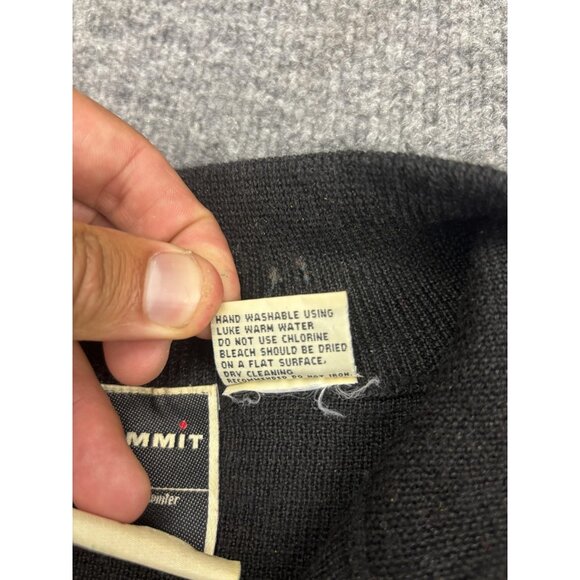 HAND WASHABLE USING
LUKE WARM WATER
DO NOT USE CHLORINE
BLEACH SHOULD BE DRIED
ON A FLAT SURFACE,
DRY CLEANING
RECOMMENDED DO NOT IRON
MMIT